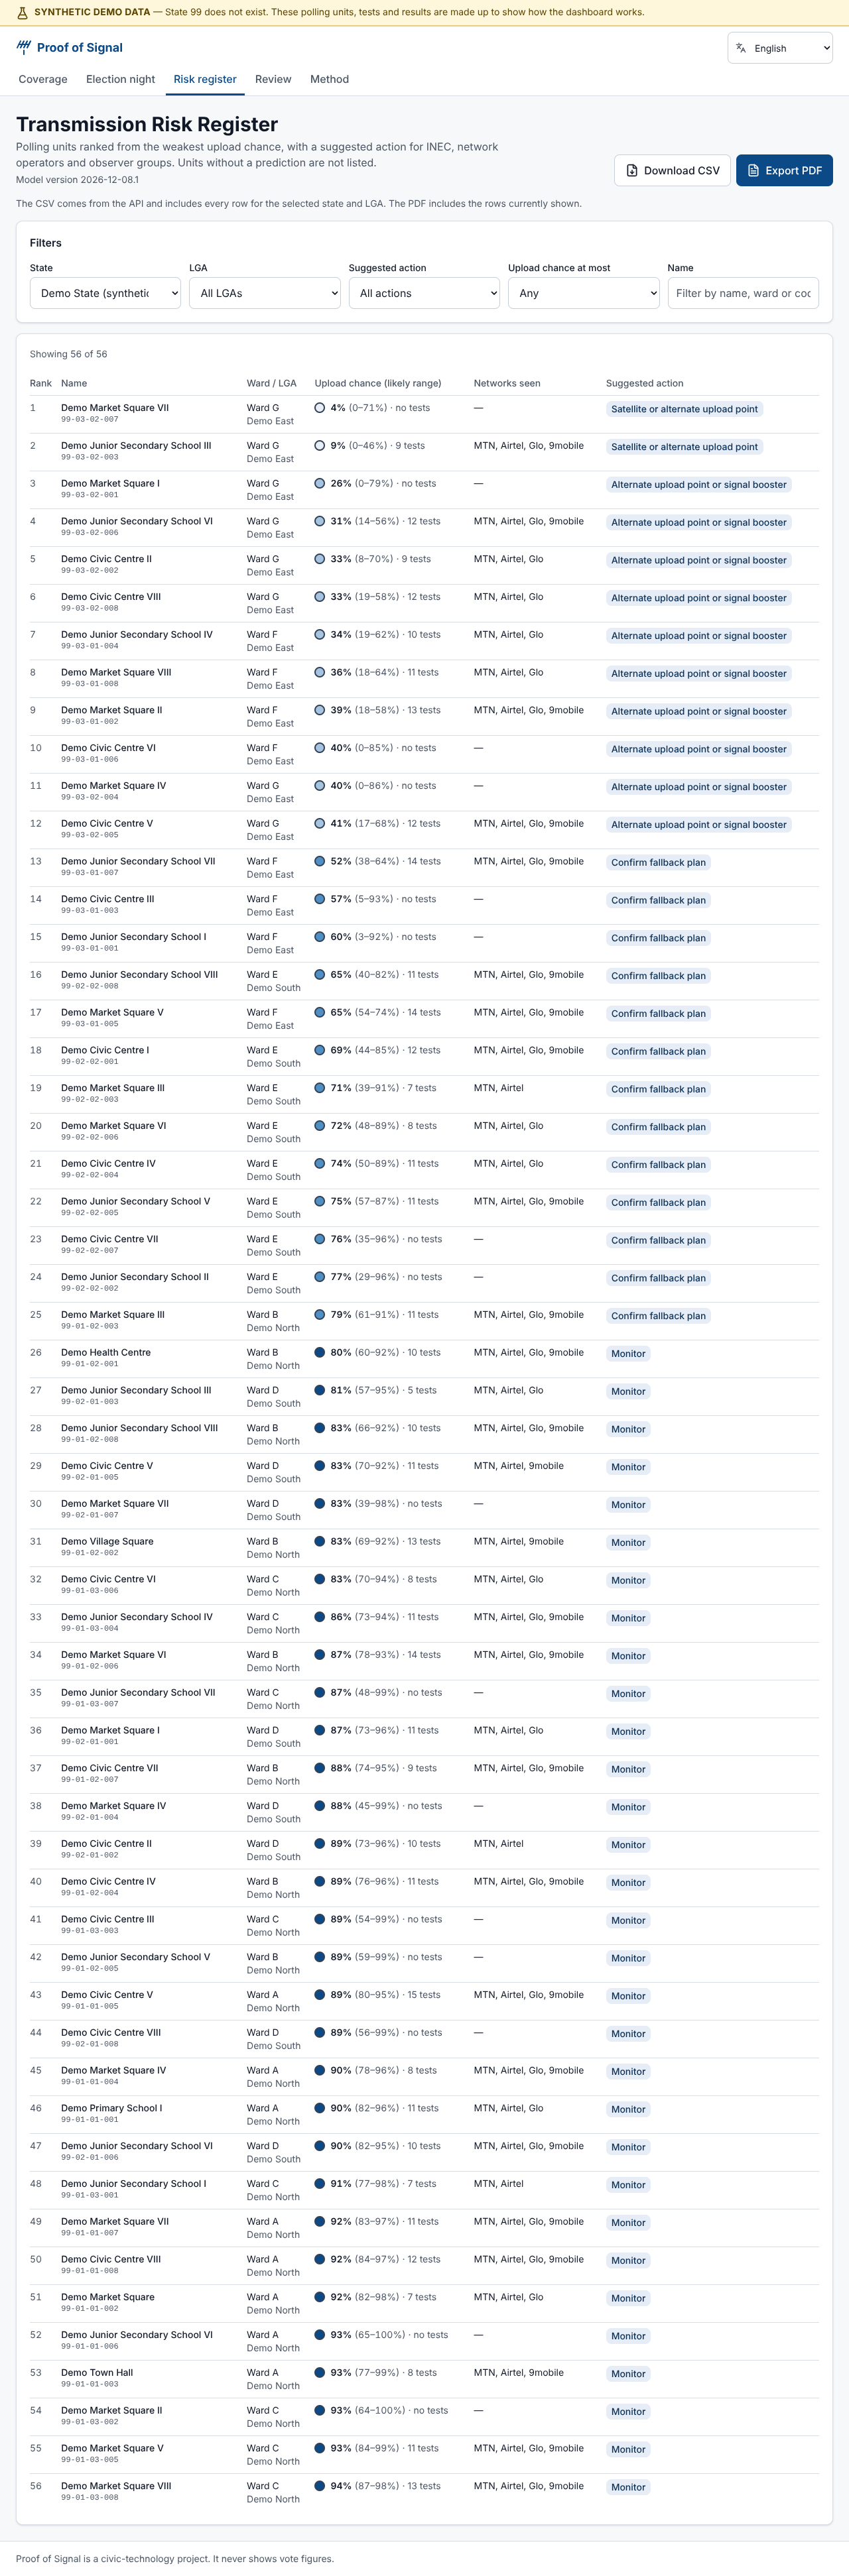 SYNTHETIC DEMO DATA — State 99 does not exist. These polling units, tests and results are made up to show how the dashboard works.
Proof of Signal
English
Coverage Election night Risk register Review Method
Transmission Risk Register
Polling units ranked from the weakest upload chance, with a suggested action for INEC, network
operators and observer groups. Units without a prediction are not listed.
Model version 2026-12-08.1
Download CSV Export PDF
The CSV comes from the API and includes every row for the selected state and LGA. The PDF includes the rows currently shown.
Filters
State LGA Suggested action Upload chance at most Name
Demo State (synthetic All LGAs All actions Any Filter by name, ward or coc
Showing 56 of 56
Rank Name Ward / LGA Upload chance (likely range) Networks seen Suggested action
1 Demo Market Square VII Ward G 4% (0–71%) · no tests — Satellite or alternate upload point
99-03-02-007 Demo East
2 Demo Junior Secondary School III Ward G 9% (0–46%) · 9 tests MTN, Airtel, Glo, 9mobile Satellite or alternate upload point
99-03-02-003 Demo East
3 Demo Market Square I Ward G 26% (0–79%) · no tests — Alternate upload point or signal booster
99-03-02-001 Demo East
4 Demo Junior Secondary School VI Ward G 31% (14–56%) · 12 tests MTN, Airtel, Glo, 9mobile Alternate upload point or signal booster
99-03-02-006 Demo East
5 Demo Civic Centre II Ward G 33% (8–70%) · 9 tests MTN, Airtel, Glo Alternate upload point or signal booster
99-03-02-002 Demo East
6 Demo Civic Centre VIII Ward G 33% (19–58%) · 12 tests MTN, Airtel, Glo Alternate upload point or signal booster
99-03-02-008 Demo East
7 Demo Junior Secondary School IV Ward F 34% (19–62%) · 10 tests MTN, Airtel, Glo Alternate upload point or signal booster
99-03-01-004 Demo East
8 Demo Market Square VIII Ward F 36% (18–64%) · 11 tests MTN, Airtel, Glo Alternate upload point or signal booster
99-03-01-008 Demo East
9 Demo Market Square II Ward F 39% (18–58%) · 13 tests MTN, Airtel, Glo, 9mobile Alternate upload point or signal booster
99-03-01-002 Demo East
10 Demo Civic Centre VI Ward F 40% (0–85%) · no tests — Alternate upload point or signal booster
99-03-01-006 Demo East
11 Demo Market Square IV Ward G 40% (0–86%) · no tests — Alternate upload point or signal booster
99-03-02-004 Demo East
12 Demo Civic Centre V Ward G 41% (17–68%) · 12 tests MTN, Airtel, Glo, 9mobile Alternate upload point or signal booster
99-03-02-005 Demo East
13 Demo Junior Secondary School VII Ward F 52% (38–64%) · 14 tests MTN, Airtel, Glo, 9mobile Confirm fallback plan
99-03-01-007 Demo East
14 Demo Civic Centre III Ward F 57% (5–93%) · no tests — Confirm fallback plan
99-03-01-003 Demo East
15 Demo Junior Secondary School I Ward F 60% (3–92%) · no tests — Confirm fallback plan
99-03-01-001 Demo East
16 Demo Junior Secondary School VIII Ward E 65% (40–82%) · 11 tests MTN, Airtel, Glo, 9mobile Confirm fallback plan
99-02-02-008 Demo South
17 Demo Market Square V Ward F 65% (54–74%) · 14 tests MTN, Airtel, Glo, 9mobile Confirm fallback plan
99-03-01-005 Demo East
18 Demo Civic Centre I Ward E 69% (44–85%) · 12 tests MTN, Airtel, Glo, 9mobile Confirm fallback plan
99-02-02-001 Demo South
19 Demo Market Square III Ward E 71% (39–91%) · 7 tests MTN, Airtel Confirm fallback plan
99-02-02-003 Demo South
20 Demo Market Square VI Ward E 72% (48–89%) · 8 tests MTN, Airtel, Glo Confirm fallback plan
99-02-02-006 Demo South
21 Demo Civic Centre IV Ward E 74% (50–89%) · 11 tests MTN, Airtel, Glo Confirm fallback plan
99-02-02-004 Demo South
22 Demo Junior Secondary School V Ward E 75% (57–87%) · 11 tests MTN, Airtel, Glo, 9mobile Confirm fallback plan
99-02-02-005 Demo South
23 Demo Civic Centre VII Ward E 76% (35–96%) · no tests — Confirm fallback plan
99-02-02-007 Demo South
24 Demo Junior Secondary School II Ward E 77% (29–96%) · no tests — Confirm fallback plan
99-02-02-002 Demo South
25 Demo Market Square III Ward B 79% (61–91%) · 11 tests MTN, Airtel, Glo, 9mobile Confirm fallback plan
99-01-02-003 Demo North
26 Demo Health Centre Ward B 80% (60–92%) · 10 tests MTN, Airtel, Glo, 9mobile Monitor
99-01-02-001 Demo North
27 Demo Junior Secondary School III Ward D 81% (57–95%) · 5 tests MTN, Airtel, Glo Monitor
99-02-01-003 Demo South
28 Demo Junior Secondary School VIII Ward B 83% (66–92%) · 10 tests MTN, Airtel, Glo, 9mobile Monitor
99-01-02-008 Demo North
29 Demo Civic Centre V Ward D 83% (70–92%) · 11 tests MTN, Airtel, 9mobile Monitor
99-02-01-005 Demo South
30 Demo Market Square VII Ward D 83% (39–98%) · no tests — Monitor
99-02-01-007 Demo South
31 Demo Village Square Ward B 83% (69–92%) · 13 tests MTN, Airtel, 9mobile Monitor
99-01-02-002 Demo North
32 Demo Civic Centre VI Ward C 83% (70–94%) · 8 tests MTN, Airtel, Glo Monitor
99-01-03-006 Demo North
33 Demo Junior Secondary School IV Ward C 86% (73–94%) · 11 tests MTN, Airtel, Glo, 9mobile Monitor
99-01-03-004 Demo North
34 Demo Market Square VI Ward B 87% (78–93%) · 14 tests MTN, Airtel, Glo, 9mobile Monitor
99-01-02-006 Demo North
35 Demo Junior Secondary School VII Ward C 87% (48–99%) · no tests — Monitor
99-01-03-007 Demo North
36 Demo Market Square I Ward D 87% (73–96%) · 11 tests MTN, Airtel, Glo Monitor
99-02-01-001 Demo South
37 Demo Civic Centre VII Ward B 88% (74–95%) · 9 tests MTN, Airtel, Glo, 9mobile Monitor
99-01-02-007 Demo North
38 Demo Market Square IV Ward D 88% (45–99%) · no tests — Monitor
99-02-01-004 Demo South
39 Demo Civic Centre II Ward D 89% (73–96%) · 10 tests MTN, Airtel Monitor
99-02-01-002 Demo South
40 Demo Civic Centre IV Ward B 89% (76–96%) · 11 tests MTN, Airtel, Glo, 9mobile Monitor
99-01-02-004 Demo North
41 Demo Civic Centre III Ward C 89% (54–99%) · no tests — Monitor
99-01-03-003 Demo North
42 Demo Junior Secondary School V Ward B 89% (59–99%) · no tests — Monitor
99-01-02-005 Demo North
43 Demo Civic Centre V Ward A 89% (80–95%) · 15 tests MTN, Airtel, Glo, 9mobile Monitor
99-01-01-005 Demo North
44 Demo Civic Centre VIII Ward D 89% (56–99%) · no tests — Monitor
99-02-01-008 Demo South
45 Demo Market Square IV Ward A 90% (78–96%) · 8 tests MTN, Airtel, Glo, 9mobile Monitor
99-01-01-004 Demo North
46 Demo Primary School I Ward A 90% (82–96%) · 11 tests MTN, Airtel, Glo Monitor
99-01-01-001 Demo North
47 Demo Junior Secondary School VI Ward D 90% (82–95%) · 10 tests MTN, Airtel, Glo, 9mobile Monitor
99-02-01-006 Demo South
48 Demo Junior Secondary School I Ward C 91% (77–98%) · 7 tests MTN, Airtel Monitor
99-01-03-001 Demo North
49 Demo Market Square VII Ward A 92% (83–97%) · 11 tests MTN, Airtel, Glo, 9mobile Monitor
99-01-01-007 Demo North
50 Demo Civic Centre VIII Ward A 92% (84–97%) · 12 tests MTN, Airtel, Glo, 9mobile Monitor
99-01-01-008 Demo North
51 Demo Market Square Ward A 92% (82–98%) · 7 tests MTN, Airtel, Glo Monitor
99-01-01-002 Demo North
52 Demo Junior Secondary School VI Ward A 93% (65–100%) · no tests — Monitor
99-01-01-006 Demo North
53 Demo Town Hall Ward A 93% (77–99%) · 8 tests MTN, Airtel, 9mobile Monitor
99-01-01-003 Demo North
54 Demo Market Square II Ward C 93% (64–100%) · no tests — Monitor
99-01-03-002 Demo North
55 Demo Market Square V Ward C 93% (84–99%) · 11 tests MTN, Airtel, Glo, 9mobile Monitor
99-01-03-005 Demo North
56 Demo Market Square VIII Ward C 94% (87–98%) · 13 tests MTN, Airtel, Glo, 9mobile Monitor
99-01-03-008 Demo North
Proof of Signal is a civic-technology project. It never shows vote figures.